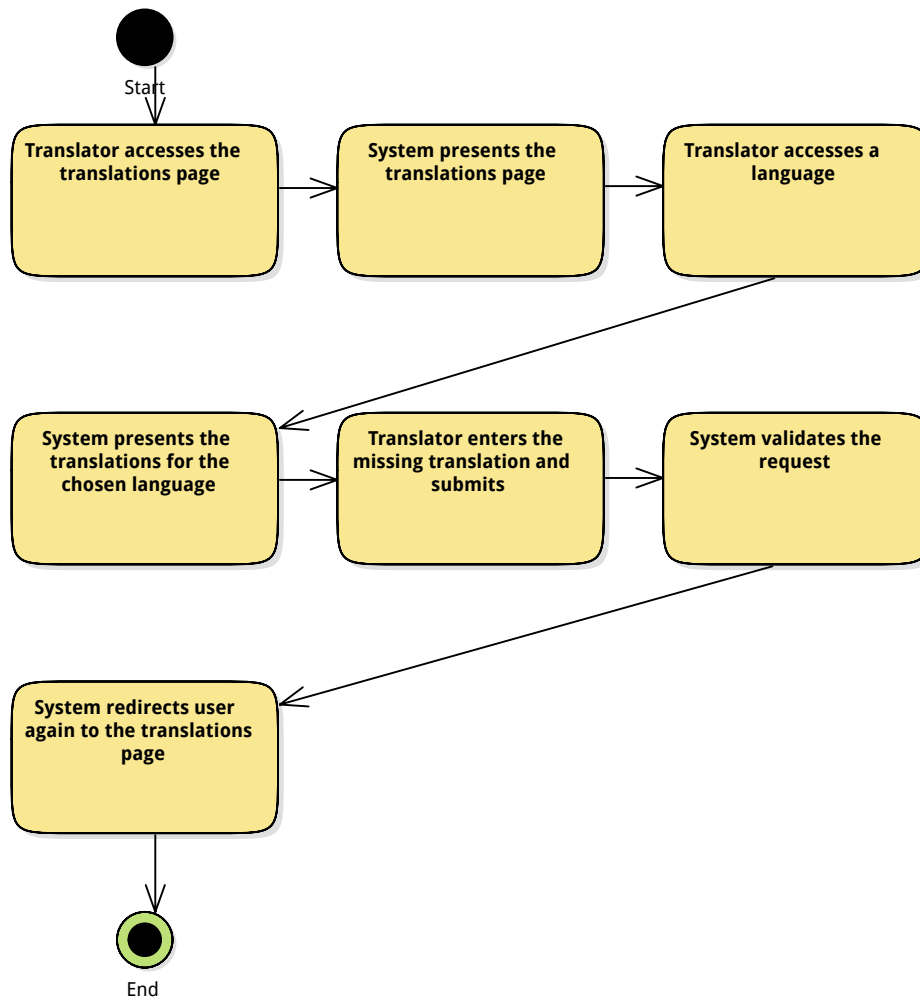 Start
Translator accesses the
translations page
System presents the
translations page
Translator accesses a
language
System presents the
translations for the
chosen language
Translator enters the
missing translation and
submits
System validates the
request
System redirects user
again to the translations
page
End